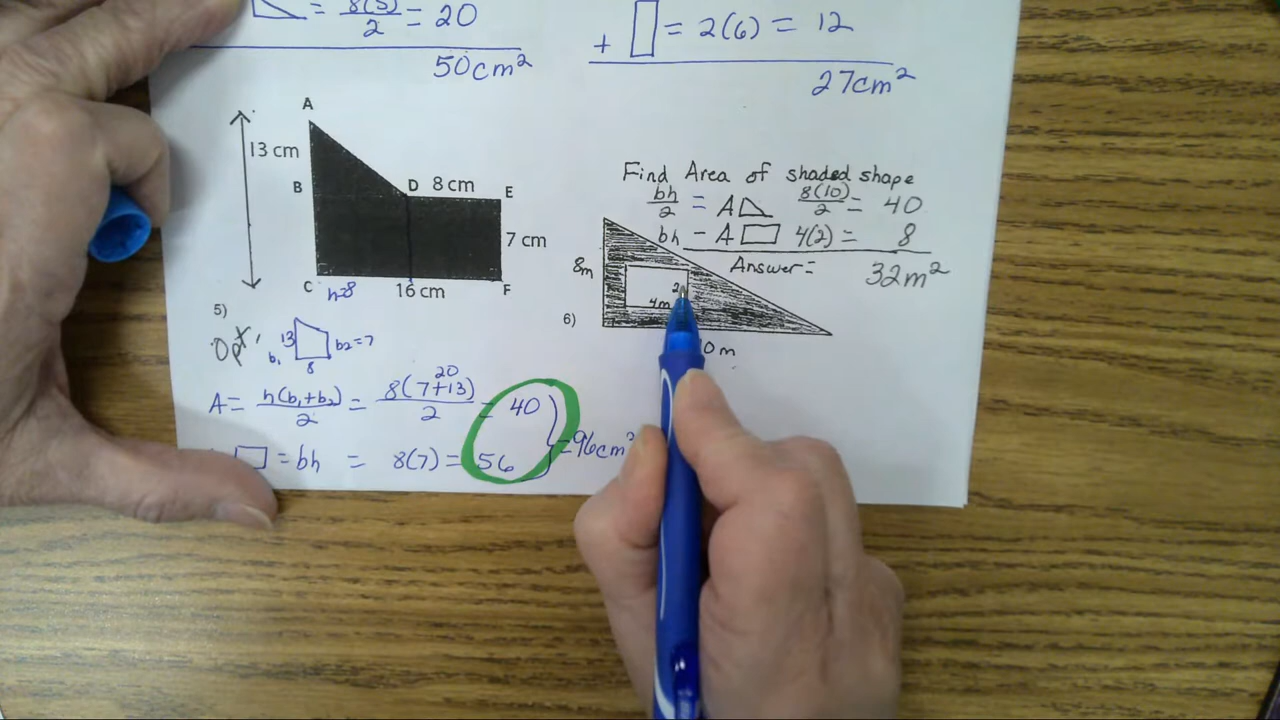 = 8(5)/2 = 20
50cm²
+ = 2(6) = 12
27cm²
A
13 cm
B
D 8 cm E
7 cm
C h=8 16 cm F
5)
13 b2=7
b1
8
A= h(b1+b2)/2 = 8(7+13)/2 = 40
20
= bh = 8(7) = 56
=96cm²
Find Area of shaded shape
bh/2 = A 8(10)/2 = 40
bh - A 4(2) = 8
Answer= 32m²
8m
2
4m
6)
0 m